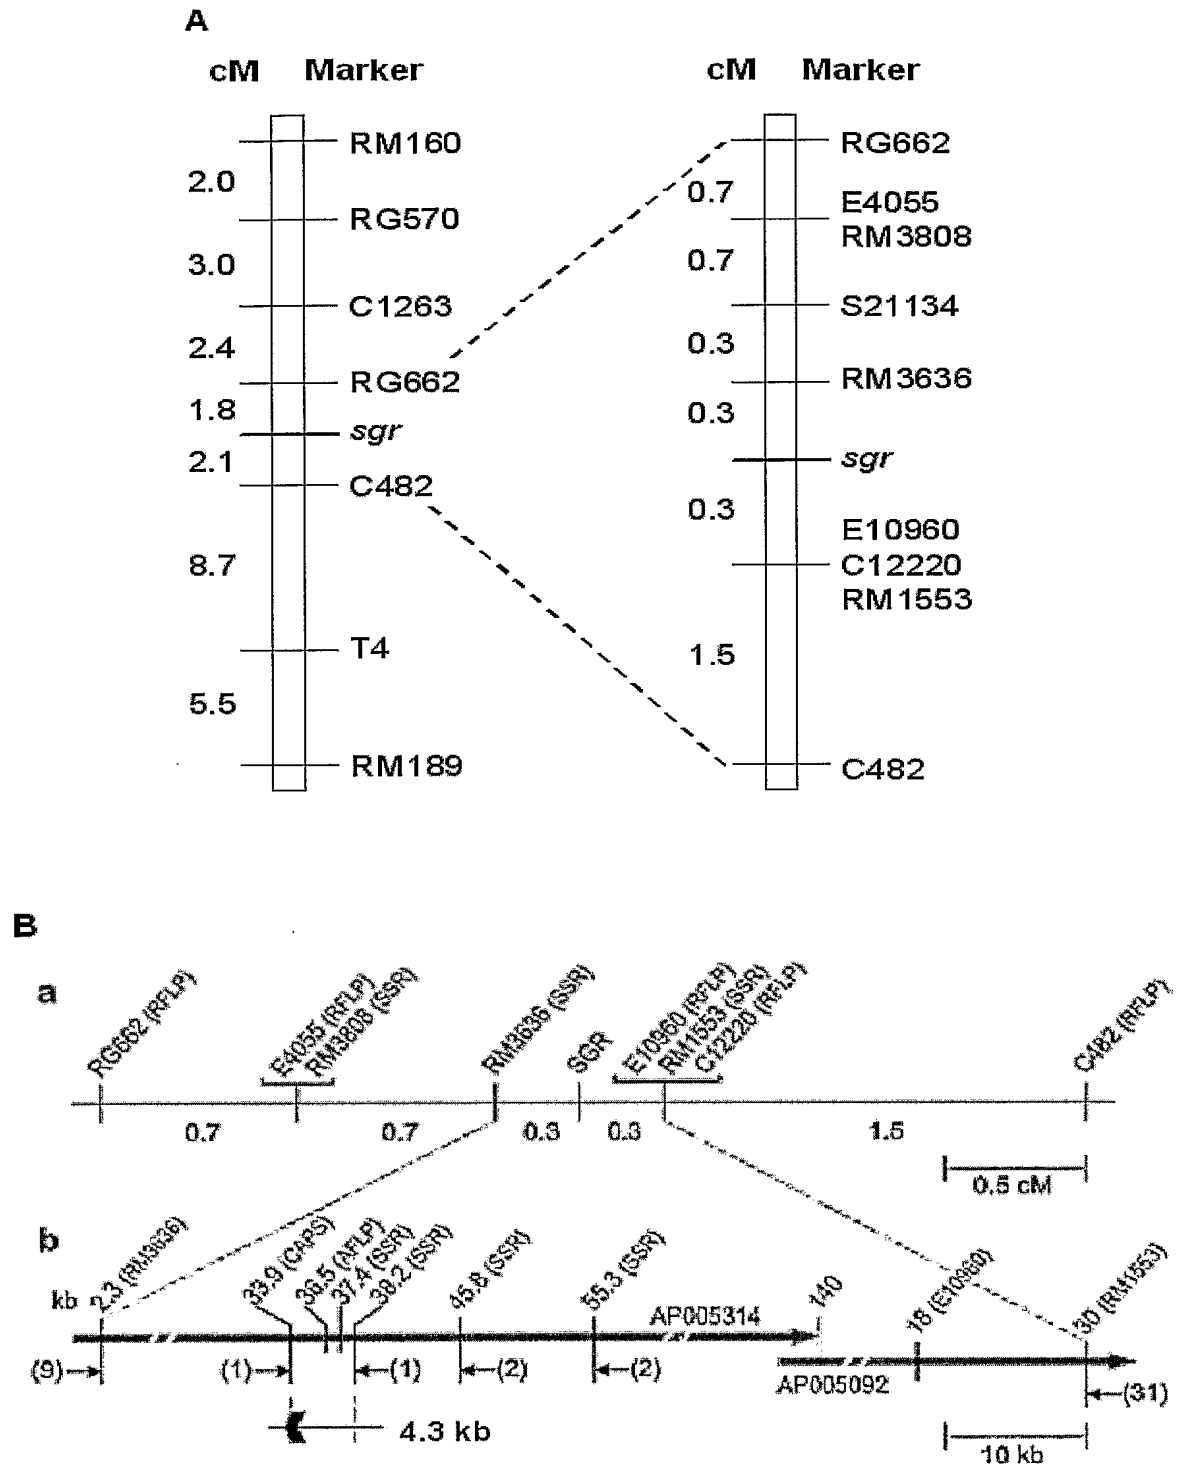 A
cM Marker
RM160
2.0
RG570
3.0
C1263
2.4
RG662
1.8
sgr
2.1
C482
8.7
T4
5.5
RM189
cM Marker
RG662
0.7
E4055
RM3808
0.7
S21134
0.3
RM3636
0.3
sgr
0.3
E10960
C12220
RM1553
1.5
C482
B
a
RG662 (RFLP)
E4055 (RFLP)
RM3808 (SSR)
RM3636 (SSR)
SGR
E10960 (RFLP)
RM1553 (SSR)
C12220 (RFLP)
C482 (RFLP)
0.7 0.7 0.3 0.3 1.5
0.5 cM
b
kb 2.3 (RM3636)
33.9 (CAPS)
36.5 (AFLP)
37.4 (SSR)
38.2 (SSR)
45.8 (SSR)
55.3 (SSR)
AP005314
140
18 (E10960)
30 (RM1553)
(9) (1) (1) (2) (2)
AP005092
(31)
4.3 kb
10 kb